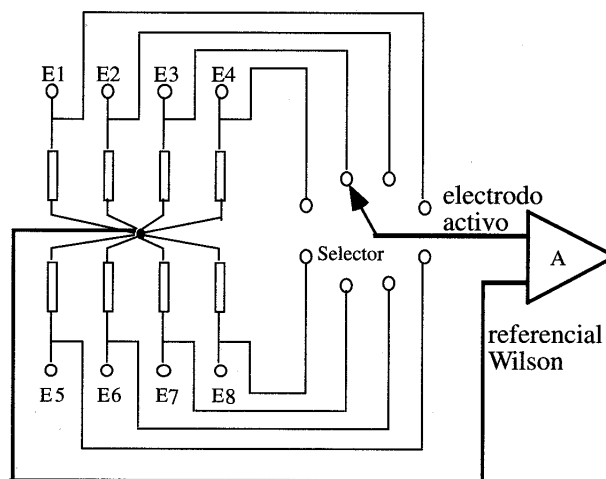 E1 E2 E3 E4
electrodo
activo
Selector
A
referencial
Wilson
E5 E6 E7 E8